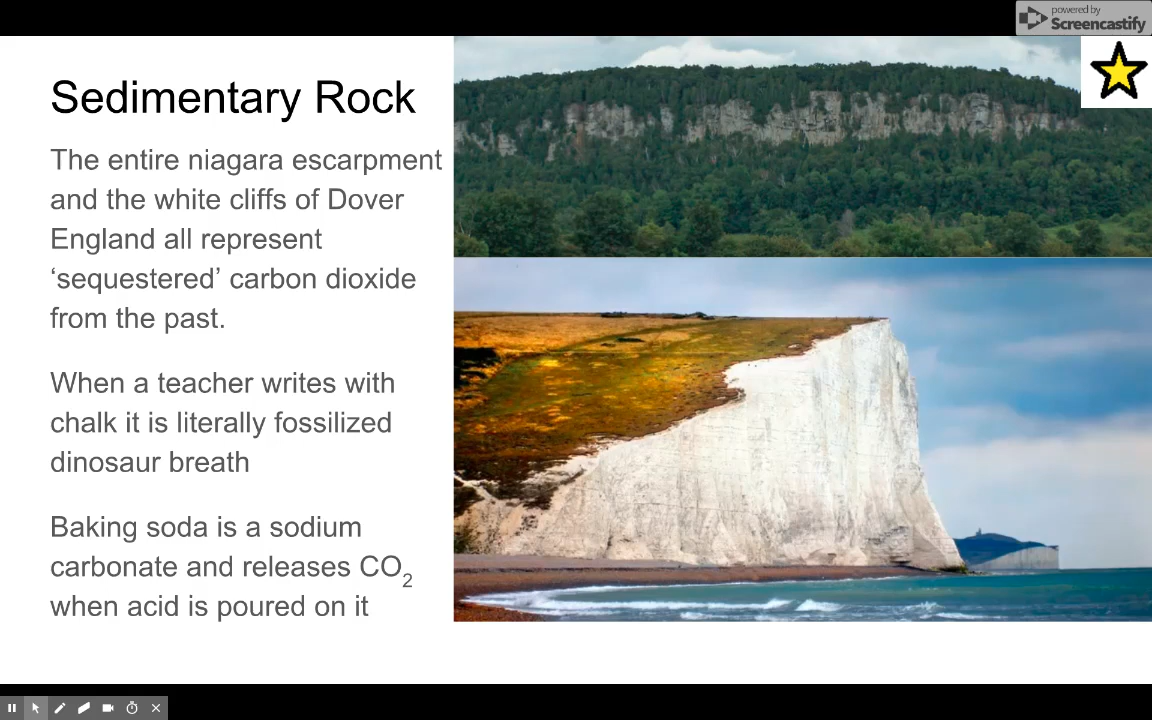 powered by
Screencastify
Sedimentary Rock
The entire niagara escarpment
and the white cliffs of Dover
England all represent
‘sequestered’ carbon dioxide
from the past.
When a teacher writes with
chalk it is literally fossilized
dinosaur breath
Baking soda is a sodium
carbonate and releases CO₂
when acid is poured on it